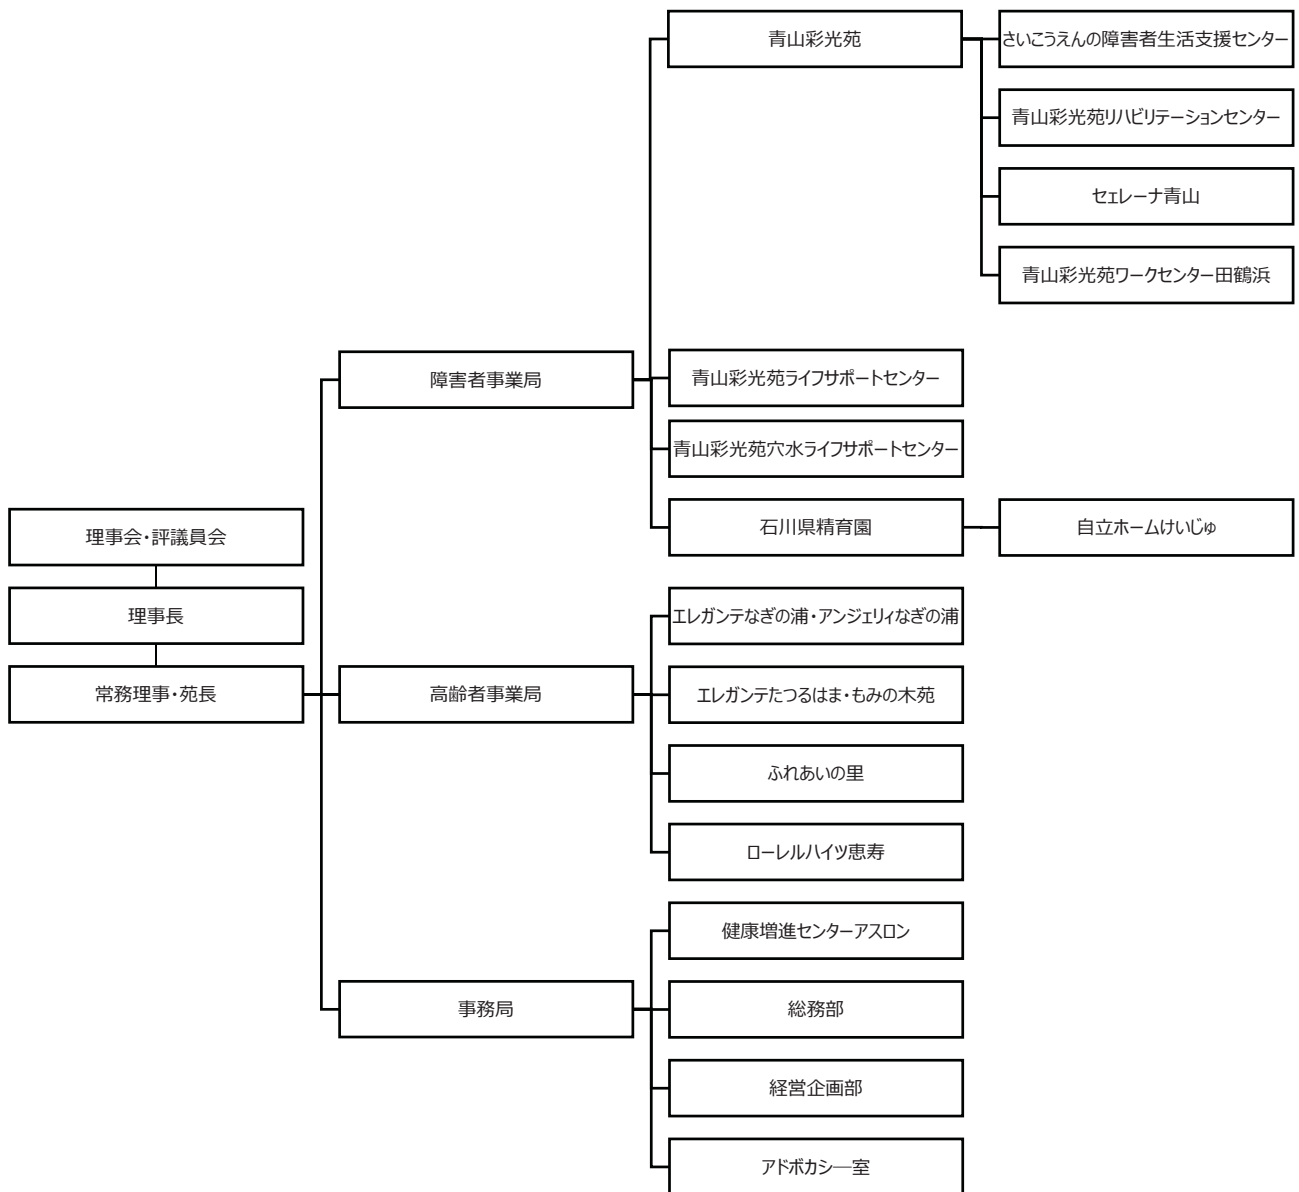 理事会・評議員会
理事長
常務理事・苑長
障害者事業局
青山彩光苑
さいこうえんの障害者生活支援センター
青山彩光苑リハビリテーションセンター
セェレーナ青山
青山彩光苑ワークセンター田鶴浜
青山彩光苑ライフサポートセンター
青山彩光苑穴水ライフサポートセンター
石川県精育園
自立ホームけいじゅ
高齢者事業局
エレガンテなぎの浦・アンジェリィなぎの浦
エレガンテたつるはま・もみの木苑
ふれあいの里
ローレルハイツ恵寿
事務局
健康増進センターアスロン
総務部
経営企画部
アドボカシ―室